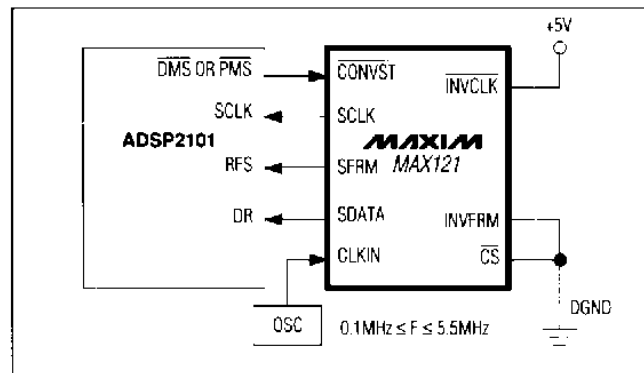 +5V
DMS OR PMS
CONVST
INVCLK
SCLK
SCLK
ADSP2101
MAXIM
MAX121
RFS
SFRM
DR
SDATA
INVFRM
CLKIN
CS
OSC
0.1MHz ≤ F ≤ 5.5MHz
DGND